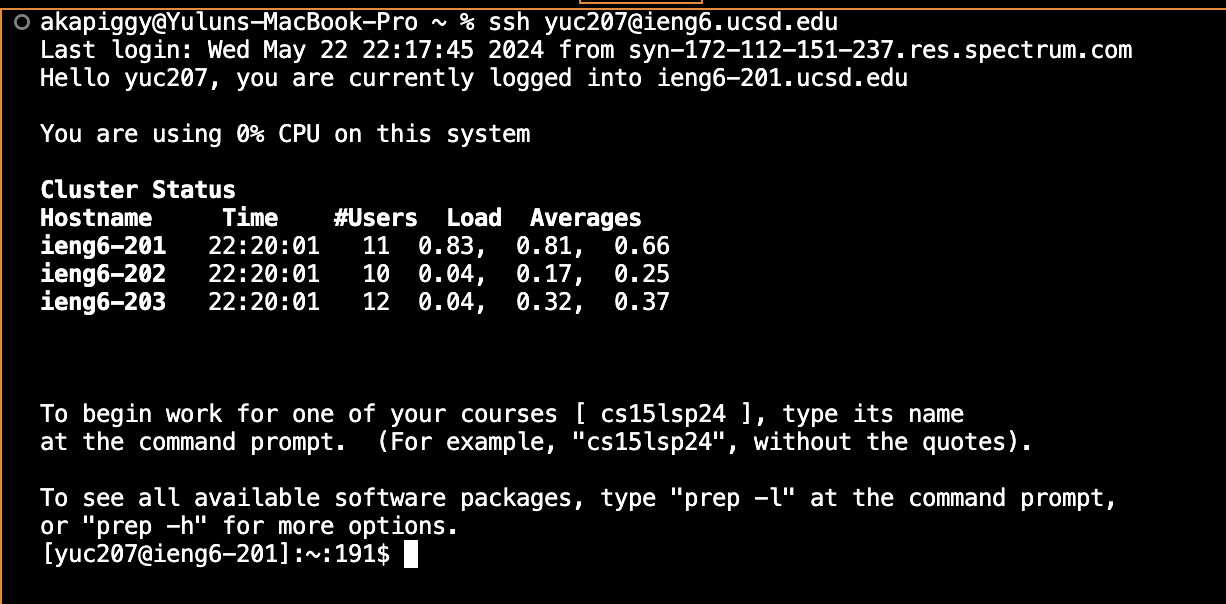 akapiggy@Yuluns-MacBook-Pro ~ % ssh yuc207@ieng6.ucsd.edu
Last login: Wed May 22 22:17:45 2024 from syn-172-112-151-237.res.spectrum.com
Hello yuc207, you are currently logged into ieng6-201.ucsd.edu
You are using 0% CPU on this system
Cluster Status
Hostname     Time    #Users  Load  Averages
ieng6-201   22:20:01   11  0.83,  0.81,  0.66
ieng6-202   22:20:01   10  0.04,  0.17,  0.25
ieng6-203   22:20:01   12  0.04,  0.32,  0.37
To begin work for one of your courses [ cs15lsp24 ], type its name
at the command prompt.  (For example, "cs15lsp24", without the quotes).
To see all available software packages, type "prep -l" at the command prompt,
or "prep -h" for more options.
[yuc207@ieng6-201]:~:191$